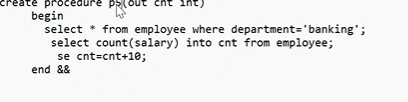 create procedure p5(out cnt int)
begin
select * from employee where department='banking';
select count(salary) into cnt from employee;
se cnt=cnt+10;
end &&